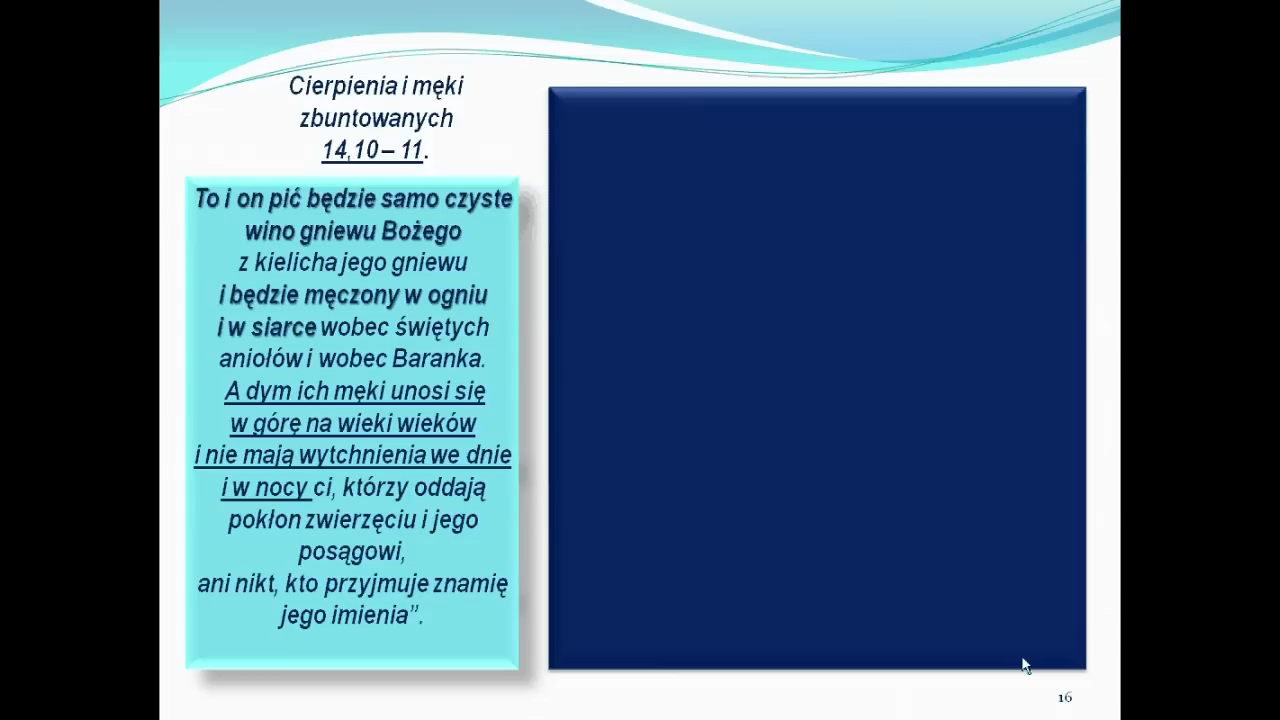 Cierpienia i męki
zbuntowanych
14,10 – 11.
To i on pić będzie samo czyste
wino gniewu Bożego
z kielicha jego gniewu
i będzie męczony w ogniu
i w siarce wobec świętych
aniołów i wobec Baranka.
A dym ich męki unosi się
w górę na wieki wieków
i nie mają wytchnienia we dnie
i w nocy ci, którzy oddają
pokłon zwierzęciu i jego
posągowi,
ani nikt, kto przyjmuje znamię
jego imienia”.
16